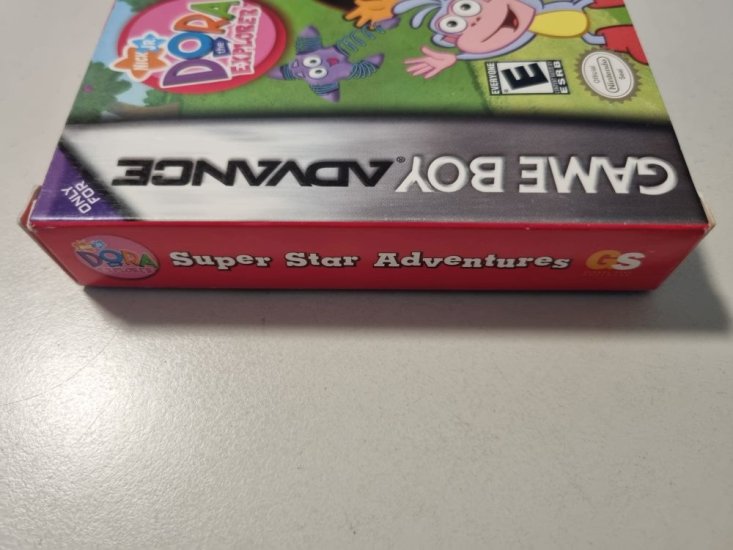 NICK JR.
DORA
the
EXPLORER
EVERYONE
E
ESRB
Official
Nintendo
Seal
ONLY
FOR
GAME BOY ADVANCE
DORA
EXPLORER
Super Star Adventures
GS